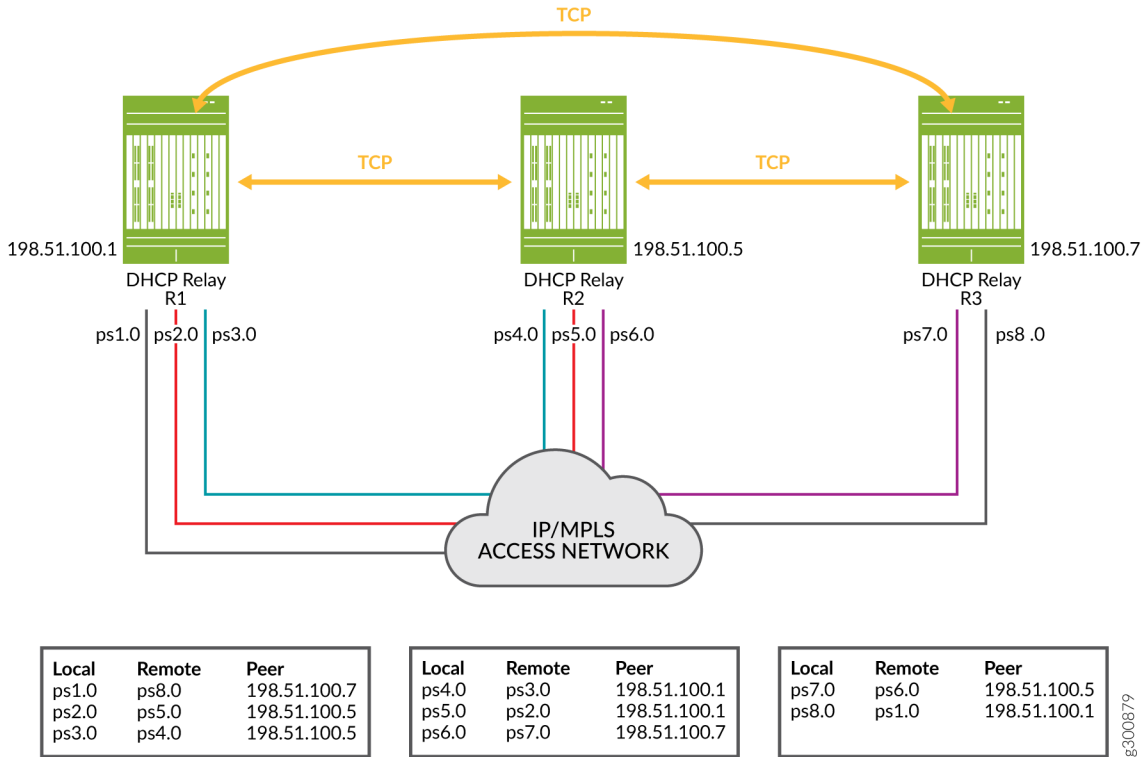 TCP
TCP
TCP
198.51.100.1
198.51.100.5
198.51.100.7
DHCP Relay
R1
DHCP Relay
R2
DHCP Relay
R3
ps1.0 ps2.0 ps3.0
ps4.0 ps5.0 ps6.0
ps7.0 ps8 .0
IP/MPLS
ACCESS NETWORK
Local Remote Peer
ps1.0 ps8.0 198.51.100.7
ps2.0 ps5.0 198.51.100.5
ps3.0 ps4.0 198.51.100.5
Local Remote Peer
ps4.0 ps3.0 198.51.100.1
ps5.0 ps2.0 198.51.100.1
ps6.0 ps7.0 198.51.100.7
Local Remote Peer
ps7.0 ps6.0 198.51.100.5
ps8.0 ps1.0 198.51.100.1
g300879